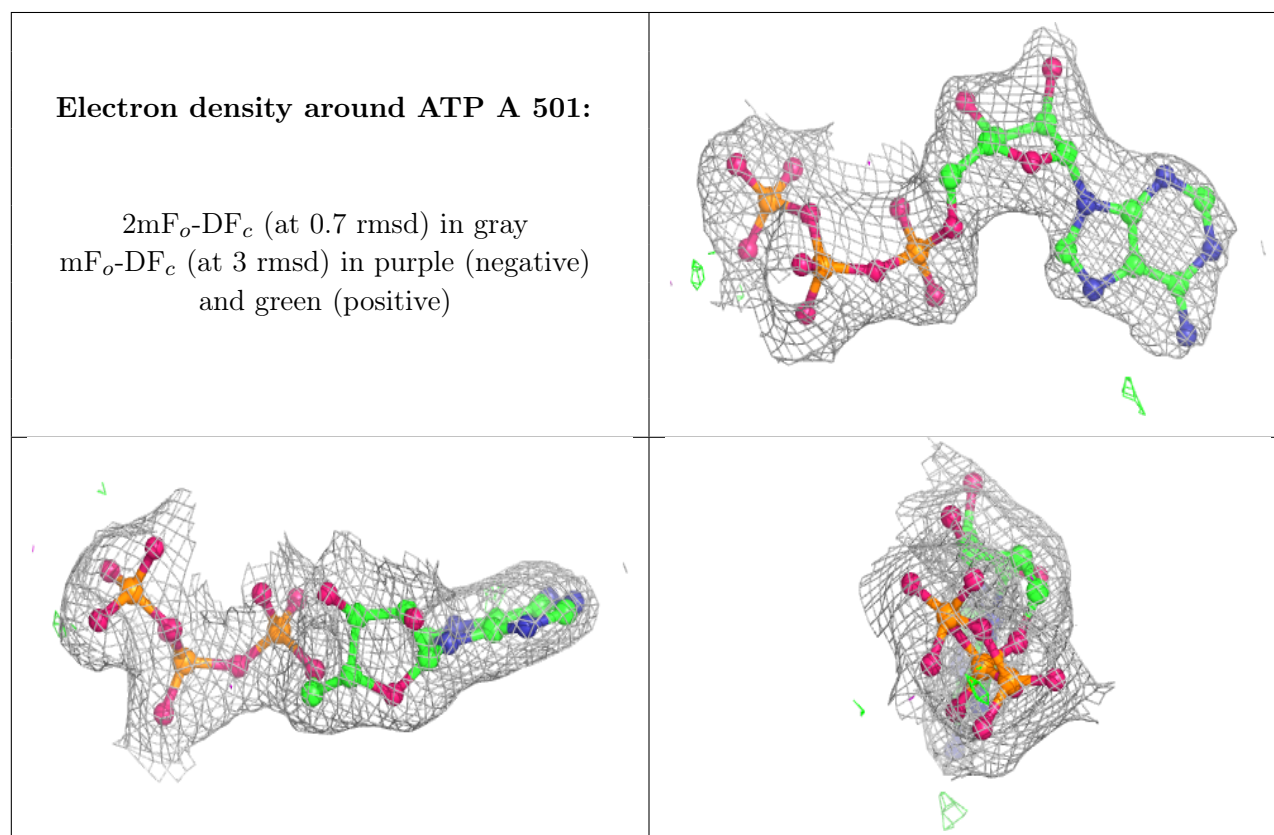 Electron density around ATP A 501:
2mFo-DFc (at 0.7 rmsd) in gray
mFo-DFc (at 3 rmsd) in purple (negative)
and green (positive)